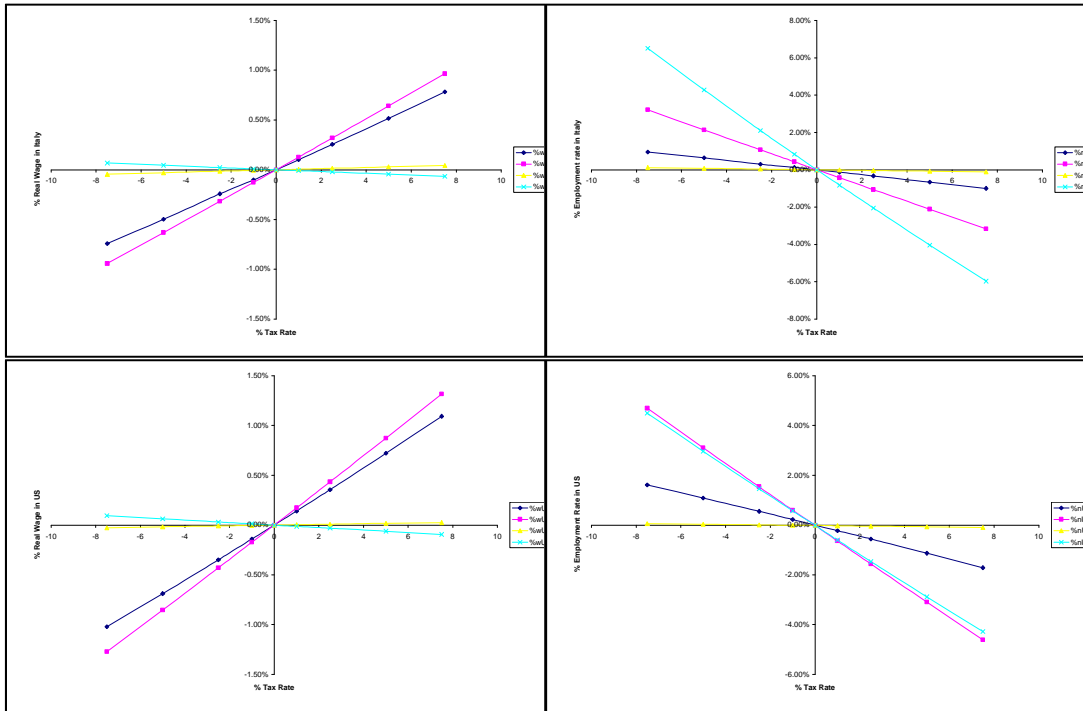 1.50%
1.00%
0.50%
0.00%
-10 -8 -6 -4 -2 0 2 4 6 8 10
-0.50%
-1.00%
-1.50%
% Tax Rate
% Real Wage in Italy
%w
%w
%w
%w
8.00%
6.00%
4.00%
2.00%
0.00%
-10 -8 -6 -4 -2 0 2 4 6 8 10
-2.00%
-4.00%
-6.00%
-8.00%
% Tax Rate
% Employment rate in Italy
1.50%
1.00%
0.50%
0.00%
-10 -8 -6 -4 -2 0 2 4 6 8 10
-0.50%
-1.00%
-1.50%
% Tax Rate
% Real Wage in US
6.00%
4.00%
2.00%
0.00%
-10 -8 -6 -4 -2 0 2 4 6 8 10
-2.00%
-4.00%
-6.00%
% Tax Rate
% Employment Rate in US